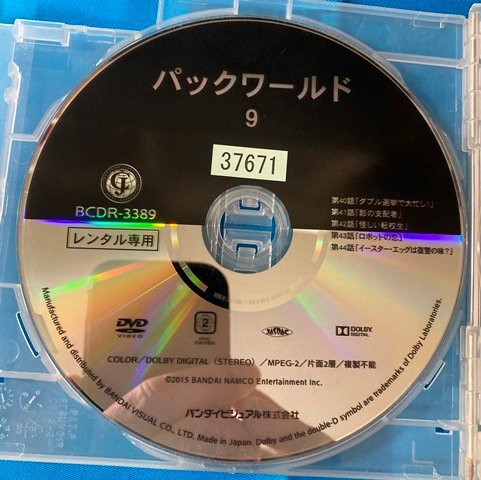 パックワールド
9
37671
BCDR-3389
レンタル専用
第40話「ダブル選挙で大忙し!」
第41話「影の支配者」
第42話「怪しい転校生」
第43話「ロボットの恋」
第44話「イースター・エッグは復讐の味?」
DVD
VIDEO
2
DOLBY
DIGITAL
COLOR/DOLBY DIGITAL (STEREO)/MPEG-2/片面2層/複製不能
©2015 BANDAI NAMCO Entertainment Inc.
バンダイビジュアル株式会社
Manufactured and distributed by BANDAI VISUAL CO., LTD. Made in Japan. Dolby and the double-D symbol are trademarks of Dolby Laboratories.